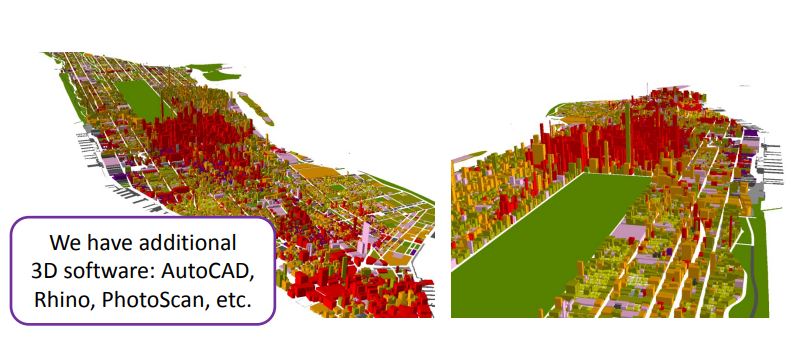 We have additional
3D software: AutoCAD,
Rhino, PhotoScan, etc.